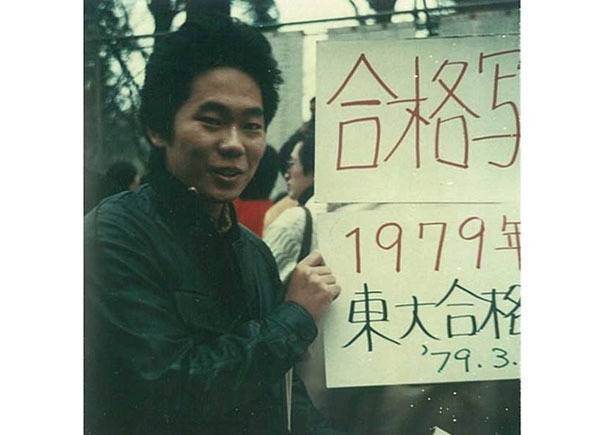 合格写
1979年
東大合格
'79.3.